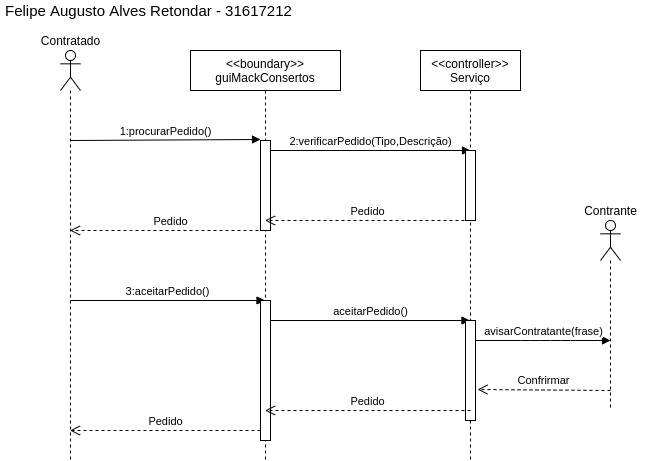 Felipe Augusto Alves Retondar - 31617212
Contratado
<<boundary>>
guiMackConsertos
<<controller>>
Serviço
1:procurarPedido()
2:verificarPedido(Tipo,Descrição)
Pedido
Pedido
Contrante
3:aceitarPedido()
aceitarPedido()
avisarContratante(frase)
Confrirmar
Pedido
Pedido